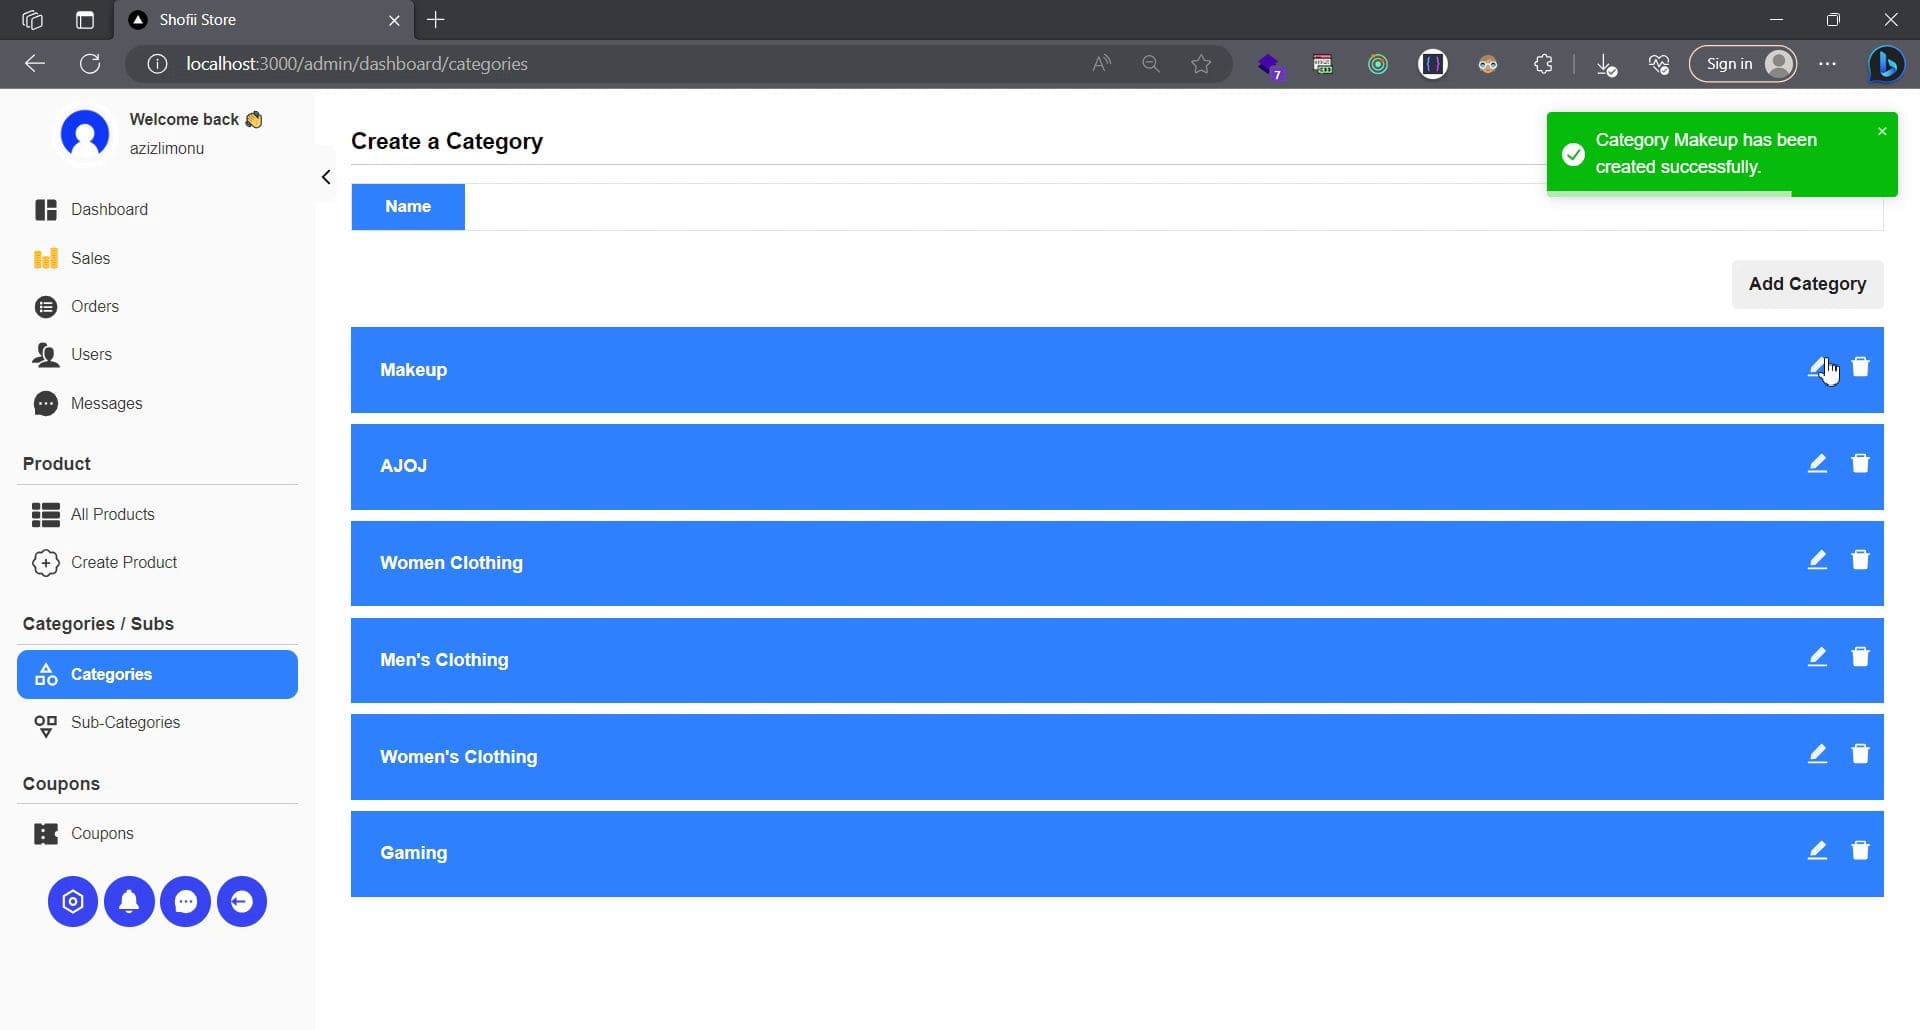 Shofii Store
localhost:3000/admin/dashboard/categories
7
Sign in
Welcome back 👋
azizlimonu
Dashboard
Sales
Orders
Users
Messages
Product
All Products
Create Product
Categories / Subs
Categories
Sub-Categories
Coupons
Coupons
Create a Category
Category Makeup has been
created successfully.
Name
Add Category
Makeup
AJOJ
Women Clothing
Men's Clothing
Women's Clothing
Gaming